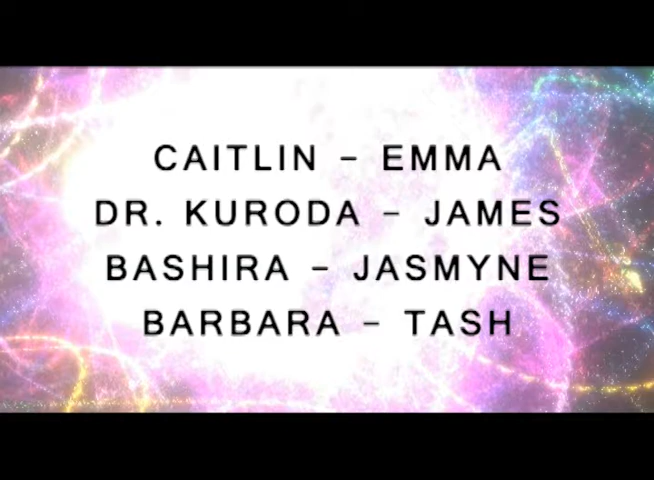 CAITLIN – EMMA
DR. KURODA – JAMES
BASHIRA – JASMYNE
BARBARA – TASH